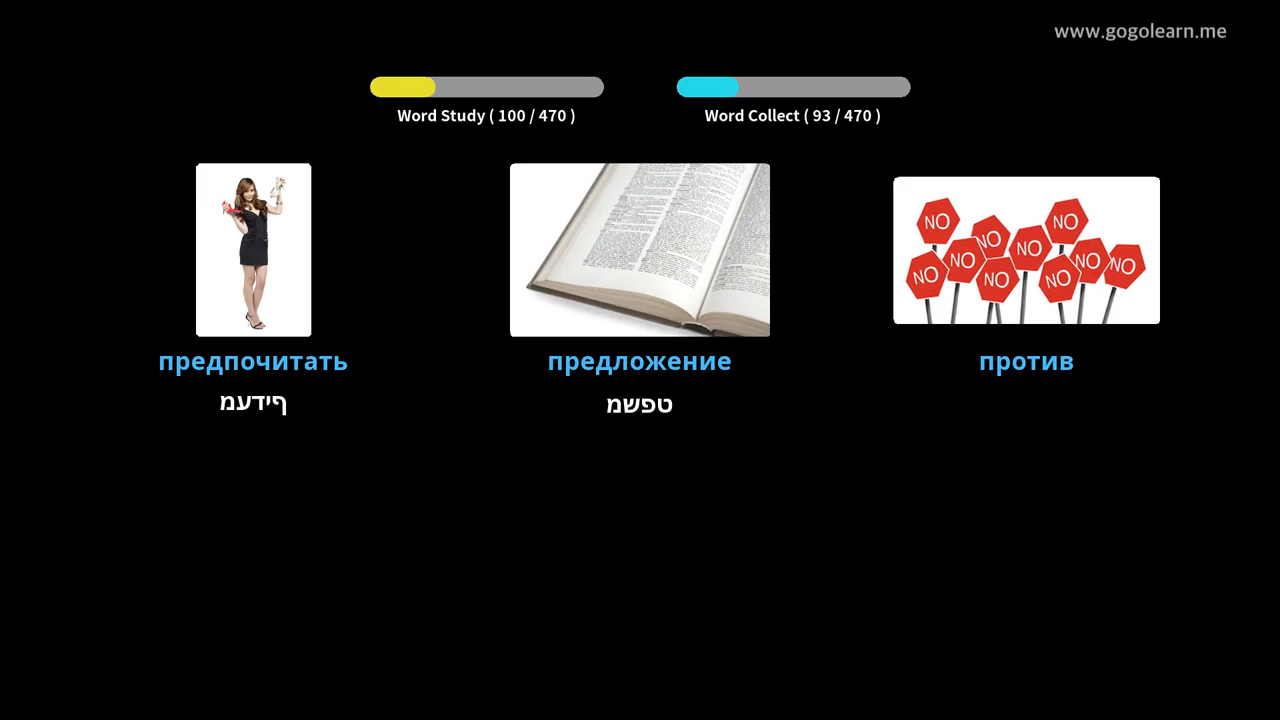 www.gogolearn.me
Word Study ( 100 / 470 )
Word Collect ( 93 / 470 )
NO
NO
NO
NO
NO
NO
NO
NO
NO
NO
предпочитать
предложение
против
ףידעמ
טפשמ